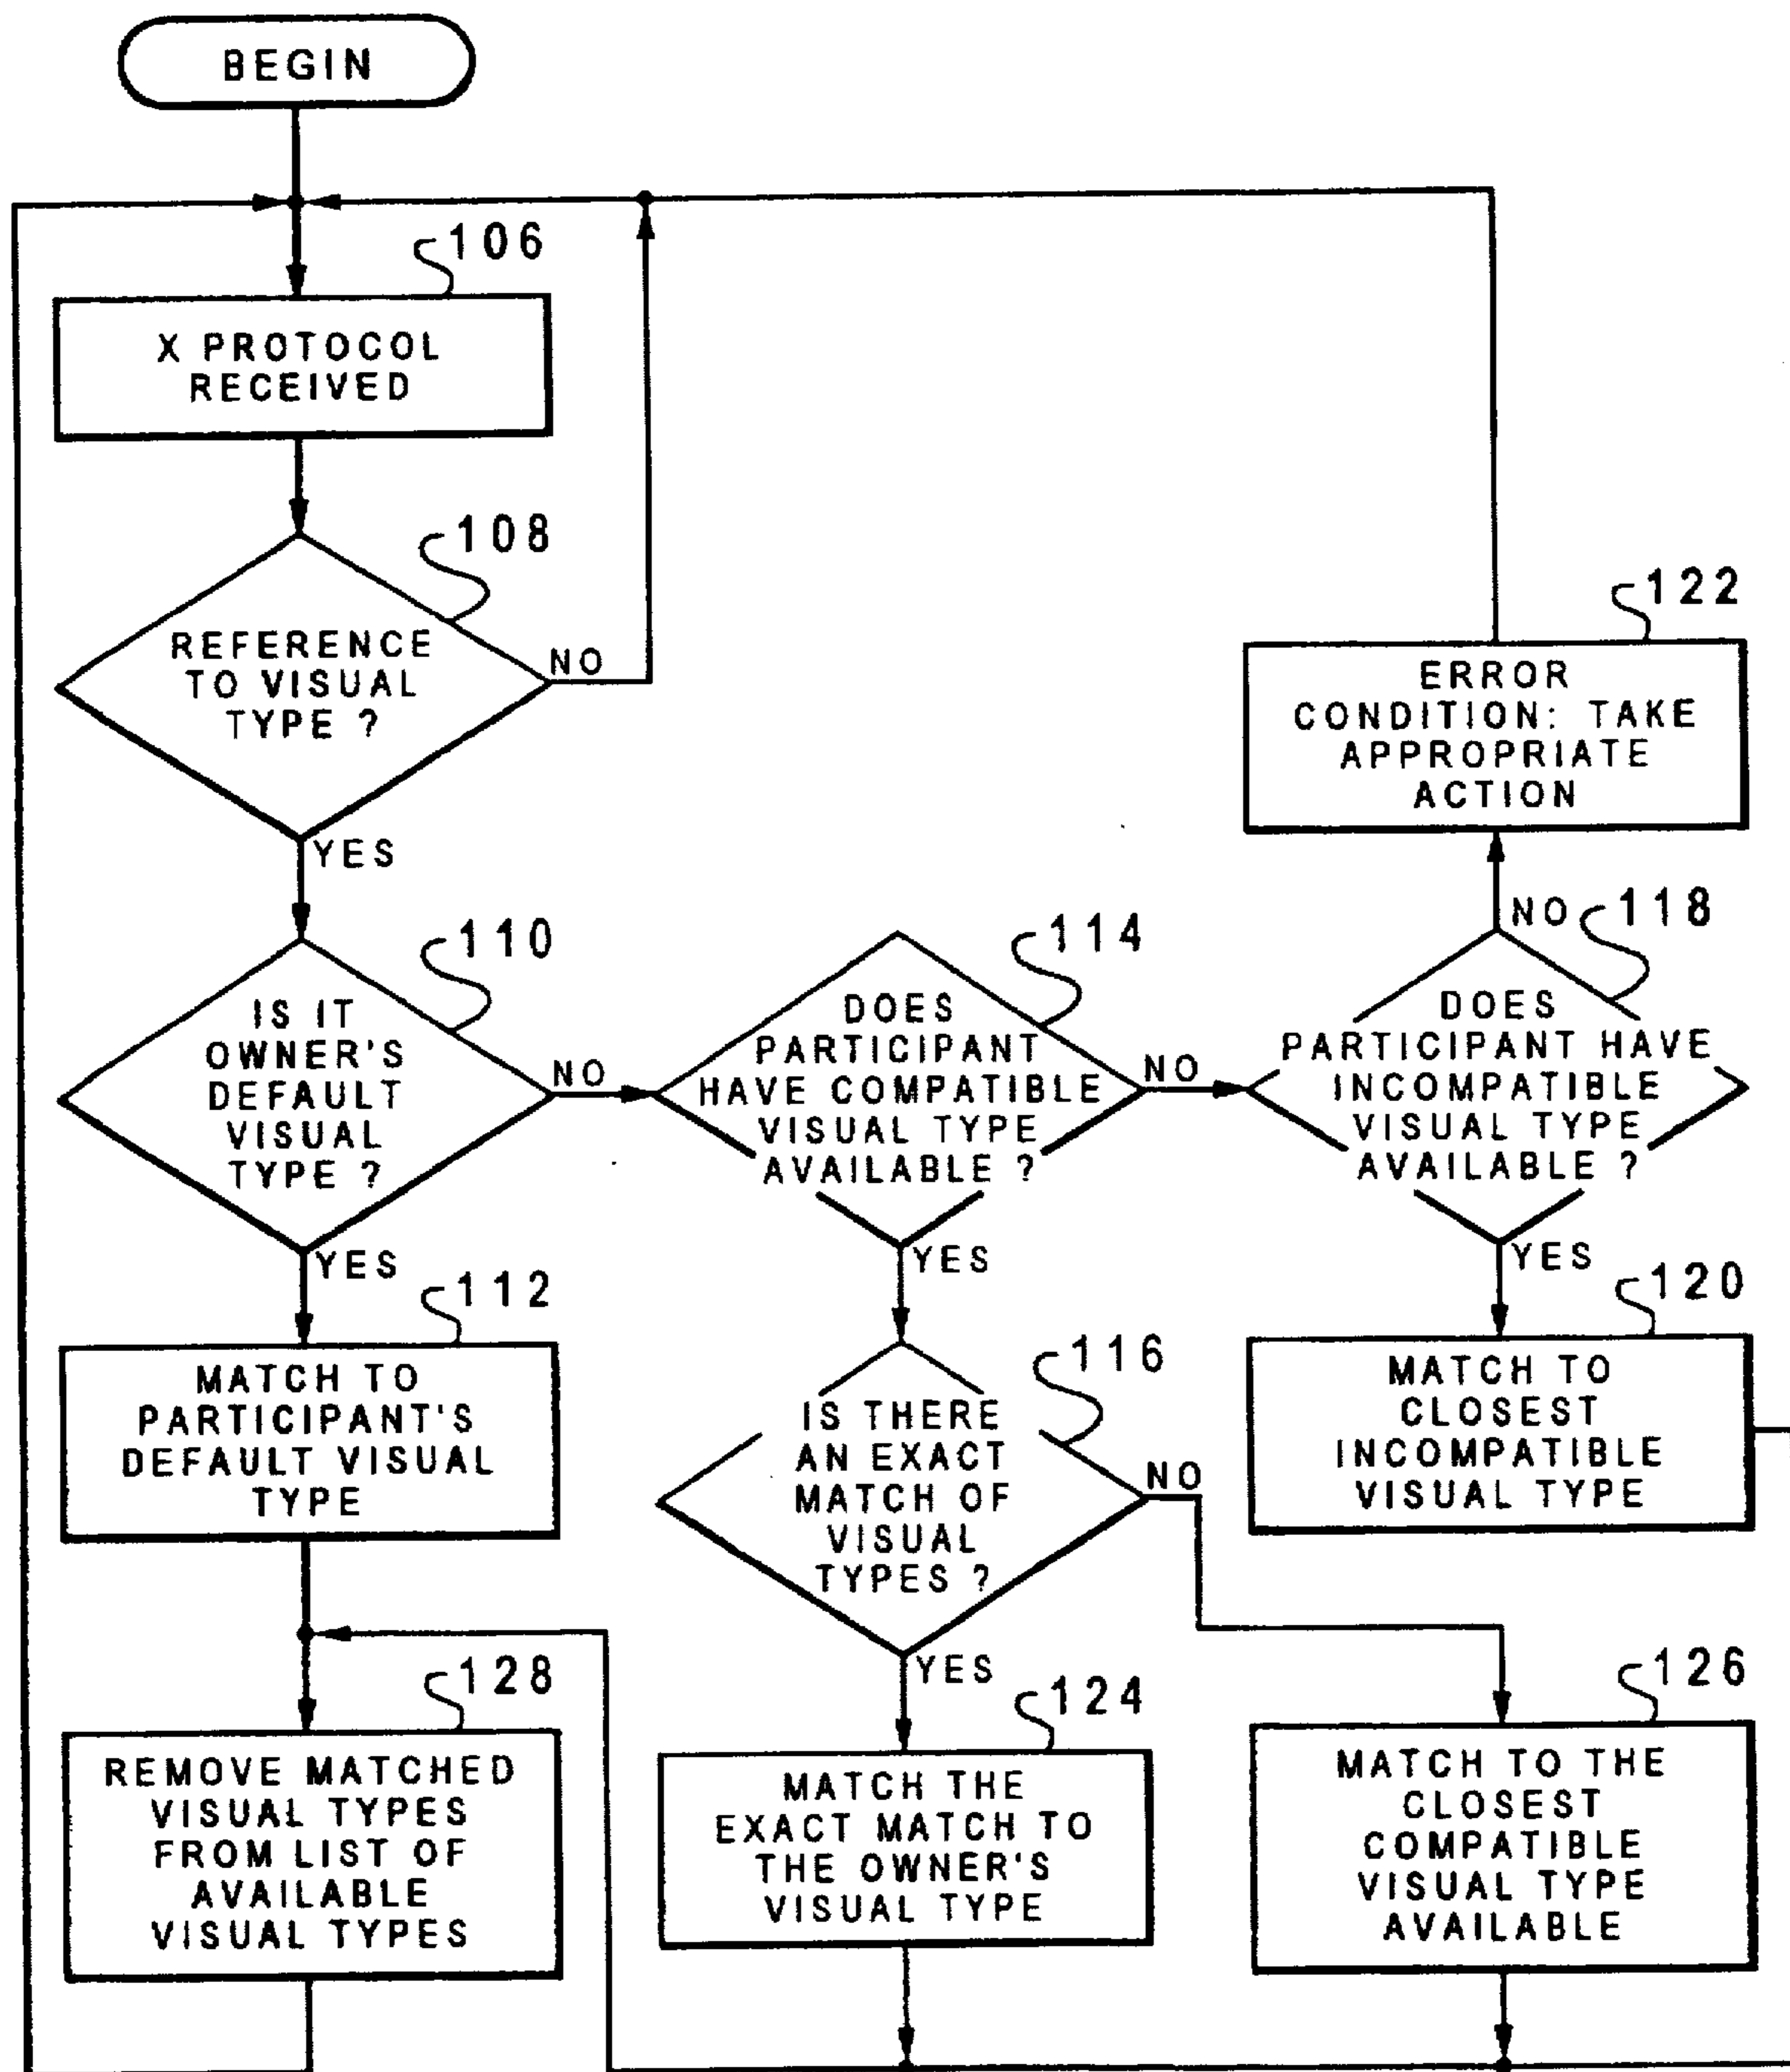 BEGIN
106
X PROTOCOL
RECEIVED
108
REFERENCE
TO VISUAL
TYPE ?
NO
YES
122
ERROR
CONDITION: TAKE
APPROPRIATE
ACTION
110
IS IT
OWNER'S
DEFAULT
VISUAL
TYPE ?
NO
YES
114
DOES
PARTICIPANT
HAVE COMPATIBLE
VISUAL TYPE
AVAILABLE ?
NO
YES
NO
118
DOES
PARTICIPANT HAVE
INCOMPATIBLE
VISUAL TYPE
AVAILABLE ?
YES
112
MATCH TO
PARTICIPANT'S
DEFAULT VISUAL
TYPE
116
IS THERE
AN EXACT
MATCH OF
VISUAL
TYPES ?
NO
YES
120
MATCH TO
CLOSEST
INCOMPATIBLE
VISUAL TYPE
128
REMOVE MATCHED
VISUAL TYPES
FROM LIST OF
AVAILABLE
VISUAL TYPES
124
MATCH THE
EXACT MATCH TO
THE OWNER'S
VISUAL TYPE
126
MATCH TO THE
CLOSEST
COMPATIBLE
VISUAL TYPE
AVAILABLE